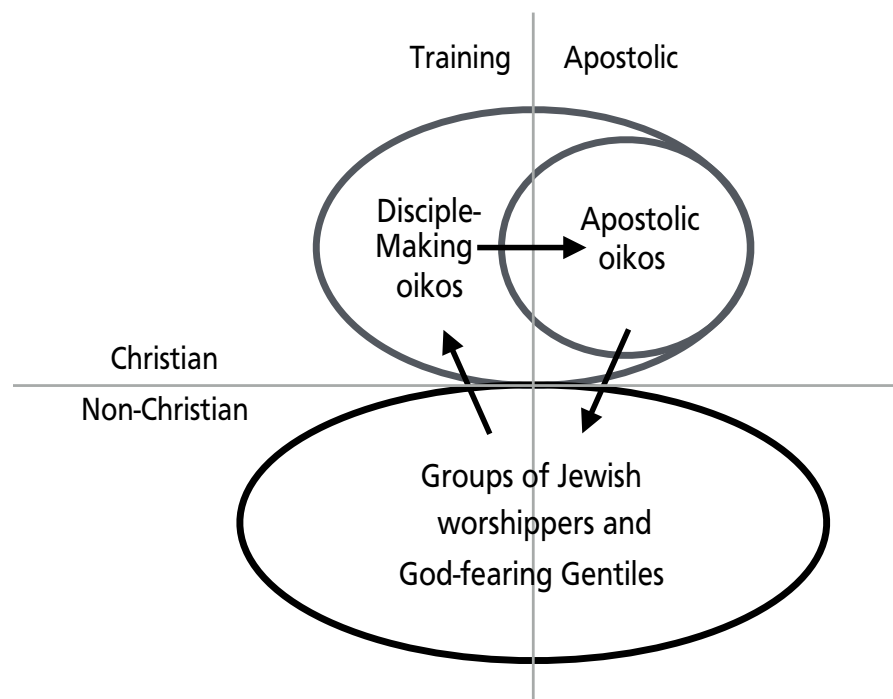 Training
Apostolic
Disciple-
Making
oikos
Apostolic
oikos
Christian
Non-Christian
Groups of Jewish
worshippers and
God-fearing Gentiles